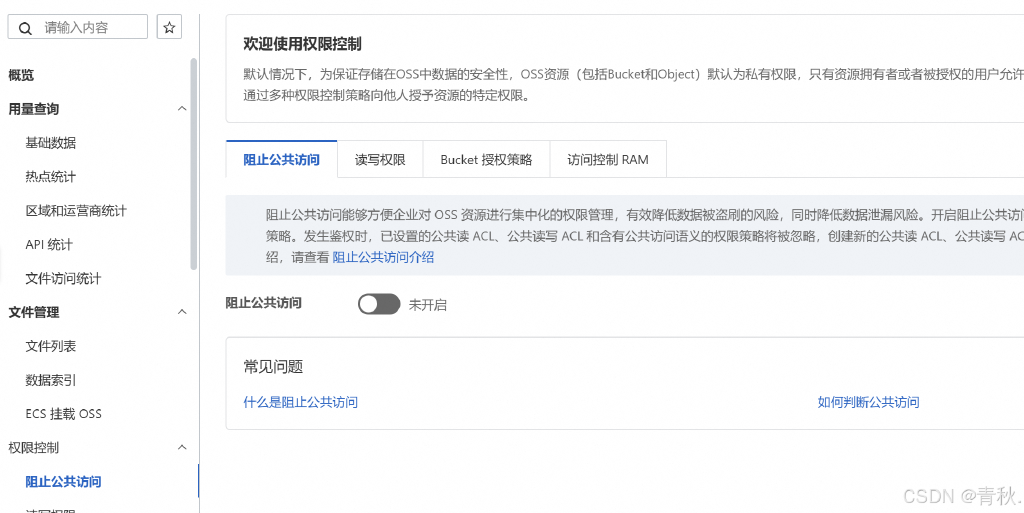 请输入内容
概览
用量查询
基础数据
热点统计
区域和运营商统计
API 统计
文件访问统计
文件管理
文件列表
数据索引
ECS 挂载 OSS
权限控制
阻止公共访问
读写权限
欢迎使用权限控制
默认情况下，为保证存储在OSS中数据的安全性，OSS资源（包括Bucket和Object）默认为私有权限，只有资源拥有者或者被授权的用户允许
通过多种权限控制策略向他人授予资源的特定权限。
阻止公共访问 读写权限 Bucket 授权策略 访问控制 RAM
阻止公共访问能够方便企业对 OSS 资源进行集中化的权限管理，有效降低数据被盗刷的风险，同时降低数据泄漏风险。开启阻止公共访
策略。发生鉴权时，已设置的公共读 ACL、公共读写 ACL 和含有公共访问语义的权限策略将被忽略，创建新的公共读 ACL、公共读写 AC
绍，请查看 阻止公共访问介绍
阻止公共访问 未开启
常见问题
什么是阻止公共访问 如何判断公共访问
CSDN @青秋.